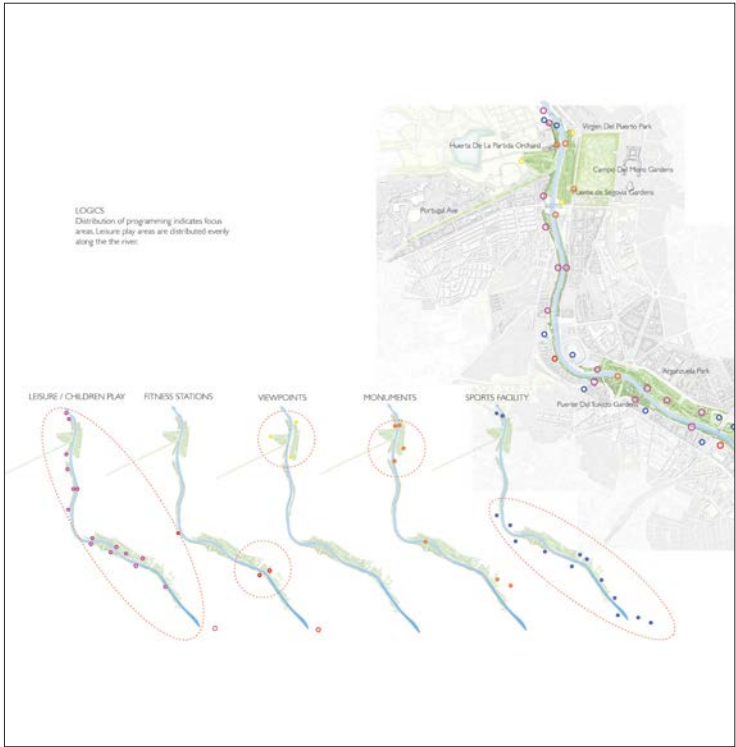 Virgen Del Puerto Park
Huerta De La Partida Orchard
Campo Del Moro Gardens
Puente de Segovia Gardens
Portugal Ave
LOGICS
Distribution of programming indicates focus
areas. Leisure play areas are distributed evenly
along the the river.
Arganzuela Park
Puente Del Toledo Gardens
LEISURE / CHILDREN PLAY
FITNESS STATIONS
VIEWPOINTS
MONUMENTS
SPORTS FACILITY